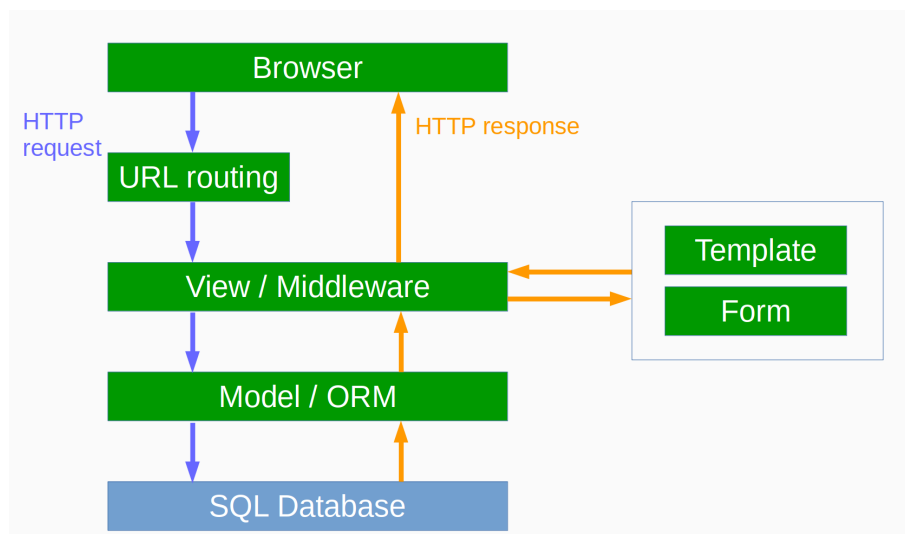 Browser
HTTP
request
HTTP response
URL routing
View / Middleware
Template
Form
Model / ORM
SQL Database